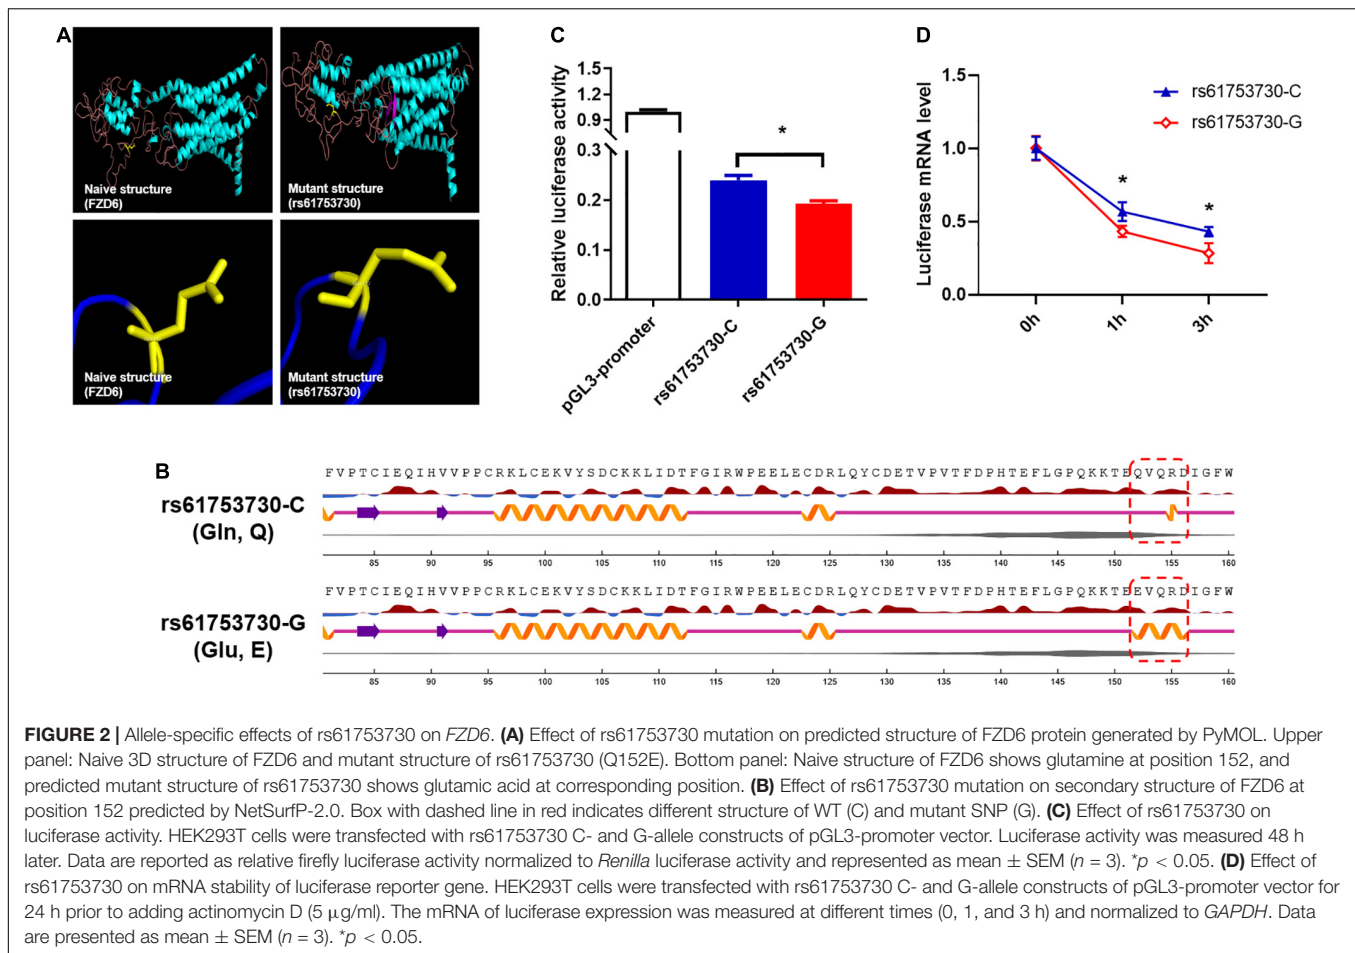 A
Naive structure
(FZD6)
Mutant structure
(rs61753730)
Naive structure
(FZD6)
Mutant structure
(rs61753730)
C
Relative luciferase activity
1.5
1.2
0.9
0.3
0.2
0.1
0.0
*
pGL3-promoter
rs61753730-C
rs61753730-G
D
Luciferase mRNA level
1.5
1.0
0.5
0.0
rs61753730-C
rs61753730-G
*
*
0h
1h
3h
B
rs61753730-C
(Gln, Q)
FVPTCIEQIHVVPPCRKLCEKVYSDCKKLIDTFGIRWPEELECDRLQYCDETVPVTFDPHTEFLGPQKKTEQVQRDIGFW
85 90 95 100 105 110 115 120 125 130 135 140 145 150 155 160
rs61753730-G
(Glu, E)
FVPTCIEQIHVVPPCRKLCEKVYSDCKKLIDTFGIRWPEELECDRLQYCDETVPVTFDPHTEFLGPQKKTEEVQRDIGFW
85 90 95 100 105 110 115 120 125 130 135 140 145 150 155 160
FIGURE 2 | Allele-specific effects of rs61753730 on FZD6. (A) Effect of rs61753730 mutation on predicted structure of FZD6 protein generated by PyMOL. Upper
panel: Naive 3D structure of FZD6 and mutant structure of rs61753730 (Q152E). Bottom panel: Naive structure of FZD6 shows glutamine at position 152, and
predicted mutant structure of rs61753730 shows glutamic acid at corresponding position. (B) Effect of rs61753730 mutation on secondary structure of FZD6 at
position 152 predicted by NetSurfP-2.0. Box with dashed line in red indicates different structure of WT (C) and mutant SNP (G). (C) Effect of rs61753730 on
luciferase activity. HEK293T cells were transfected with rs61753730 C- and G-allele constructs of pGL3-promoter vector. Luciferase activity was measured 48 h
later. Data are reported as relative firefly luciferase activity normalized to Renilla luciferase activity and represented as mean ± SEM (n = 3). *p < 0.05. (D) Effect of
rs61753730 on mRNA stability of luciferase reporter gene. HEK293T cells were transfected with rs61753730 C- and G-allele constructs of pGL3-promoter vector for
24 h prior to adding actinomycin D (5 μg/ml). The mRNA of luciferase expression was measured at different times (0, 1, and 3 h) and normalized to GAPDH. Data
are presented as mean ± SEM (n = 3). *p < 0.05.